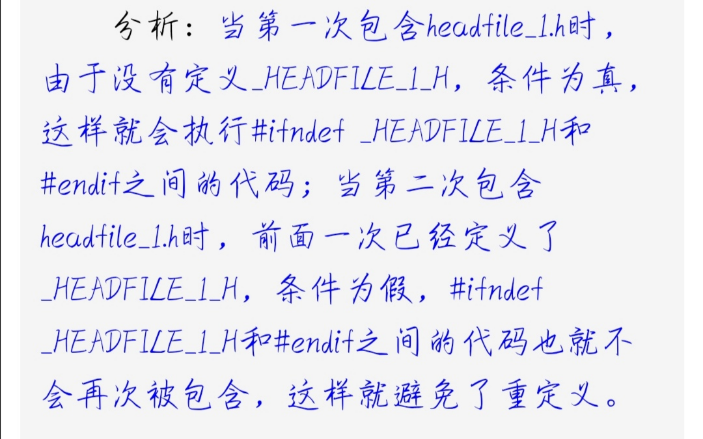 分析：当第一次包含headfile_1.h时，
由于没有定义_HEADFILE_1_H，条件为真，
这样就会执行#ifndef _HEADFILE_1_H和
#endif之间的代码；当第二次包含
headfile_1.h时，前面一次已经定义了
_HEADFILE_1_H，条件为假，#ifndef
_HEADFILE_1_H和#endif之间的代码也就不
会再次被包含，这样就避免了重定义。